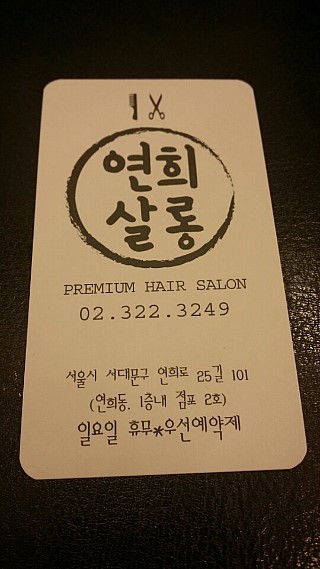 연희
살롱
PREMIUM HAIR SALON
02.322.3249
서울시 서대문구 연희로 25길 101
(연희동. 1층내 점포 2호)
일요일 휴무*우선예약제